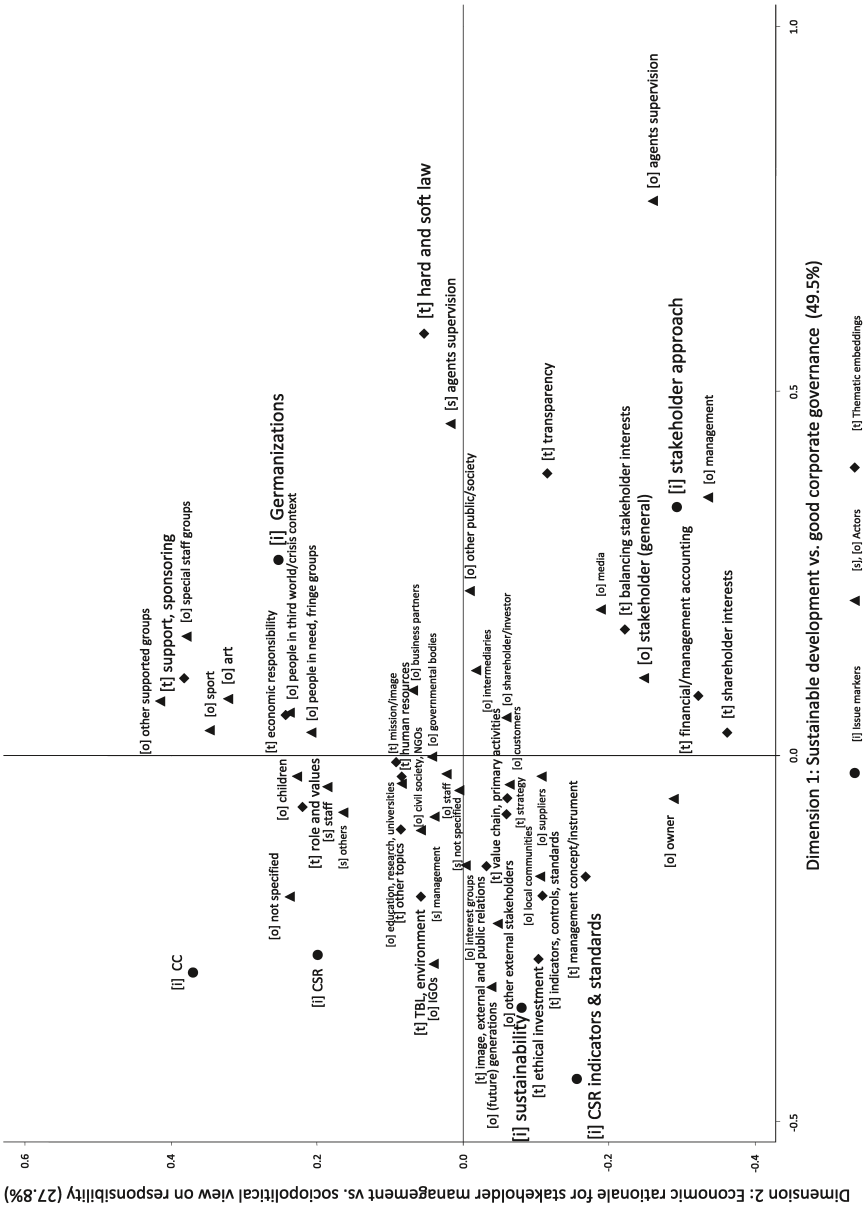 Dimension 2: Economic rationale for stakeholder management vs. sociopolitical view on responsibility (27.8%)
0.6
0.4
0.2
0.0
-0.2
-0.4
[o] other supported groups
[t] support, sponsoring
[o] special staff groups
[o] sport
[o] art
[i] Germanizations
[t] economic responsibility
[o] people in third world/crisis context
[o] people in need, fringe groups
[o] children
[t] role and values
[s] staff
[s] others
[o] not specified
[i] CC
[i] CSR
[t] hard and soft law
[s] agents supervision
[o] other public/society
[t] mission/image
[t] human resources
[o] business partners
[o] civil society, NGOs
[o] governmental bodies
[o] education, research, universities
[t] other topics
[s] management
[o] staff
[s] not specified
[t] TBL, environment
[o] IGOs
[o] agents supervision
[t] transparency
[o] intermediaries
[o] shareholder/investor
[t] value chain, primary activities
[o] customers
[t] strategy
[o] suppliers
[o] interest groups
[o] local communities
[t] image, external and public relations
[o] other external stakeholders
[t] indicators, controls, standards
[t] management concept/instrument
[o] (future) generations
[i] sustainability
[t] ethical investment
[i] CSR indicators & standards
[o] media
[t] balancing stakeholder interests
[o] stakeholder (general)
[i] stakeholder approach
[o] management
[t] financial/management accounting
[t] shareholder interests
[o] owner
-0.5
0.0
0.5
1.0
Dimension 1: Sustainable development vs. good corporate governance (49.5%)
[i] Issue markers
[s], [o] Actors
[t] Thematic embeddings